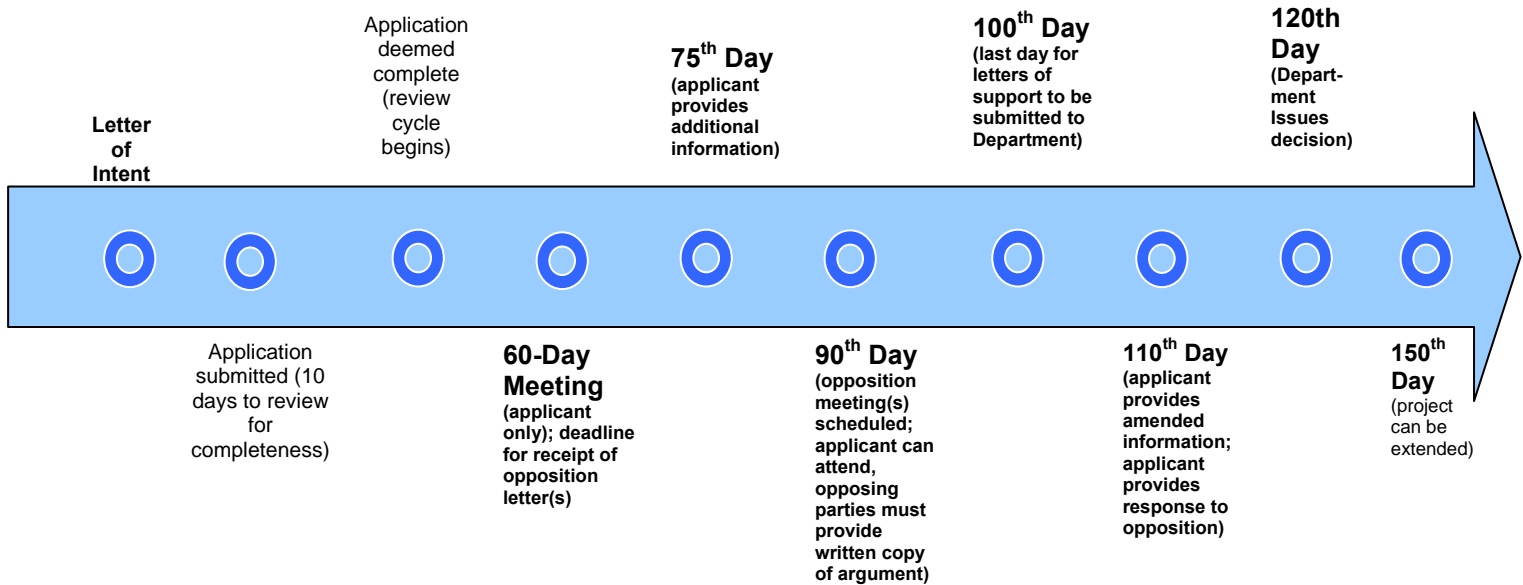 Letter
of
Intent
Application
submitted (10
days to review
for
completeness)
Application
deemed
complete
(review
cycle
begins)
60-Day
Meeting
(applicant
only); deadline
for receipt of
opposition
letter(s)
75th Day
(applicant
provides
additional
information)
90th Day
(opposition
meeting(s)
scheduled;
applicant can
attend,
opposing
parties must
provide
written copy
of argument)
100th Day
(last day for
letters of
support to be
submitted to
Department)
110th Day
(applicant
provides
amended
information;
applicant
provides
response to
opposition)
120th
Day
(Depart-
ment
Issues
decision)
150th
Day
(project
can be
extended)